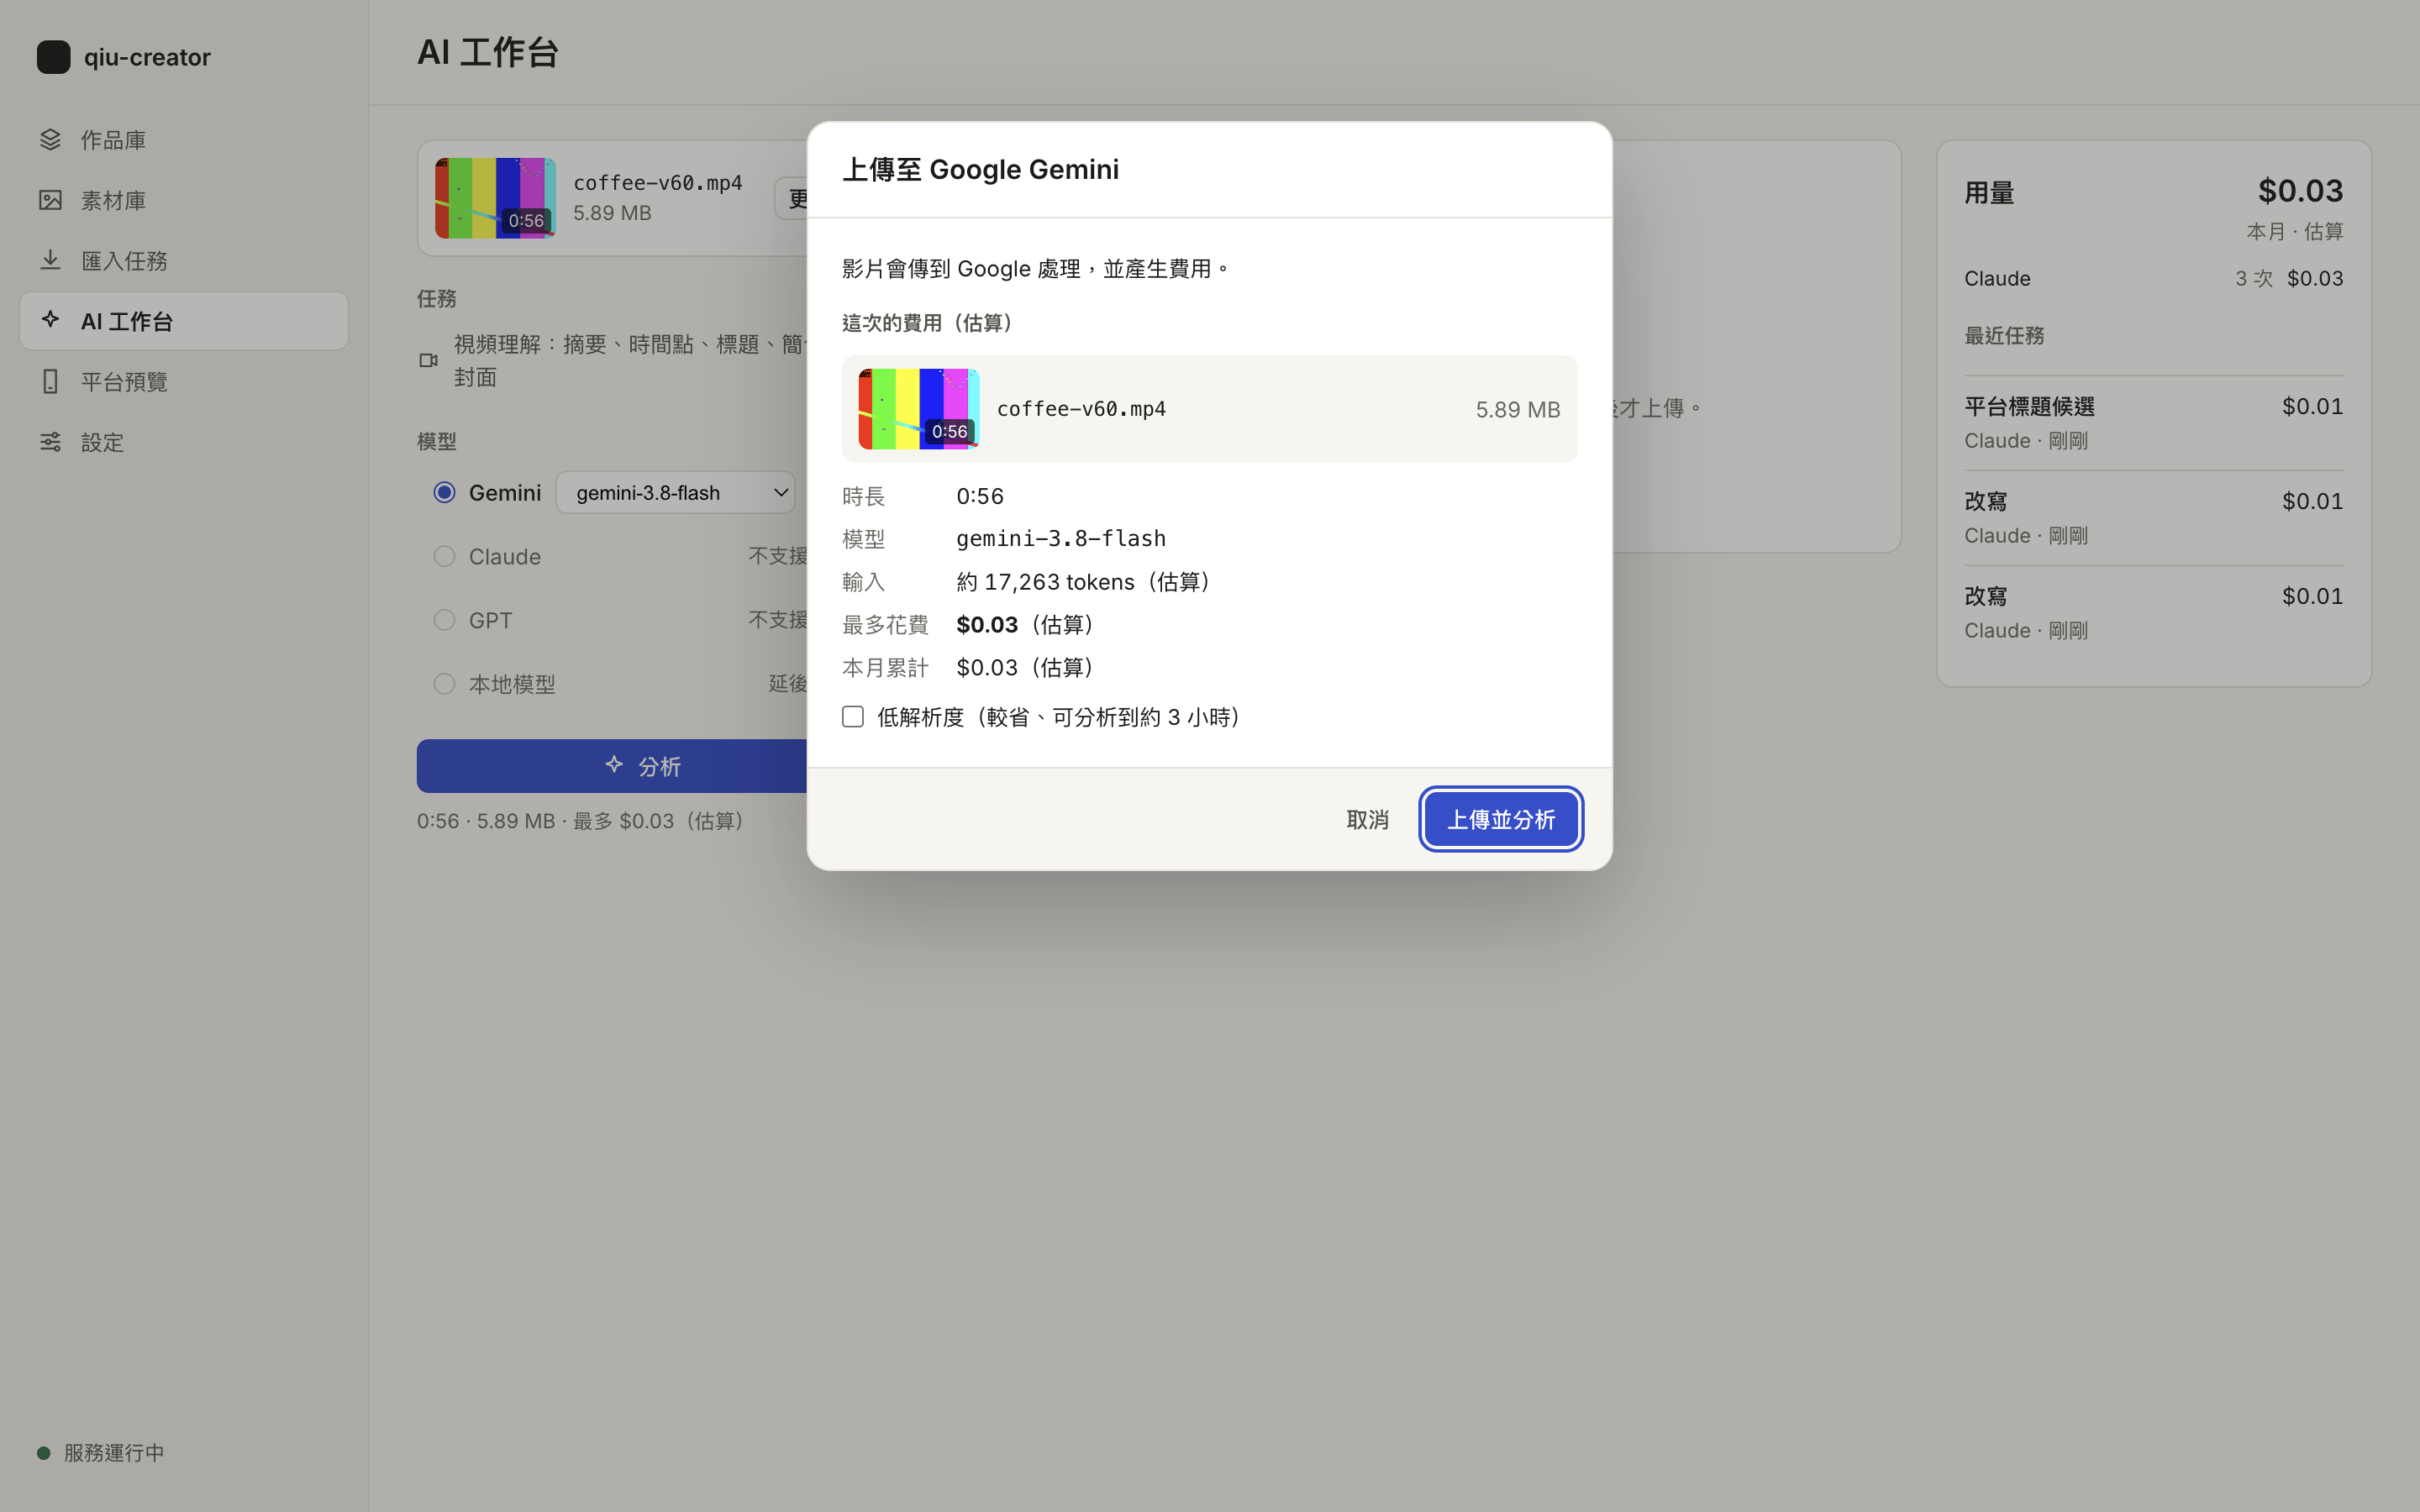 qiu-creator
作品庫
素材庫
匯入任務
AI 工作台
平台預覽
設定
服務運行中
AI 工作台
0:56
coffee-v60.mp4
5.89 MB
更
任務
視頻理解：摘要、時間點、標題、簡
封面
模型
Gemini
gemini-3.8-flash
Claude
不支援
GPT
不支援
本地模型
延後
分析
0:56 · 5.89 MB · 最多 $0.03（估算）
上傳至 Google Gemini
影片會傳到 Google 處理，並產生費用。
這次的費用（估算）
0:56
coffee-v60.mp4
5.89 MB
時長 0:56
模型 gemini-3.8-flash
輸入 約 17,263 tokens（估算）
最多花費 $0.03（估算）
本月累計 $0.03（估算）
低解析度（較省、可分析到約 3 小時）
取消
上傳並分析
才上傳。
用量
$0.03
本月 · 估算
Claude 3 次 $0.03
最近任務
平台標題候選 $0.01
Claude · 剛剛
改寫 $0.01
Claude · 剛剛
改寫 $0.01
Claude · 剛剛